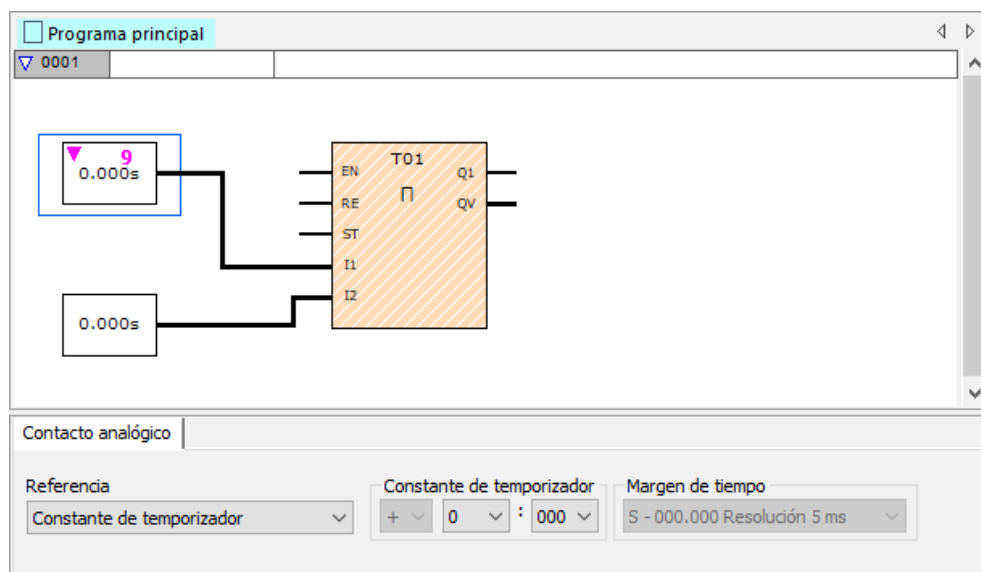 Programa principal
0001
9
0.000s
T01
EN
Π
Q1
RE
QV
ST
I1
I2
0.000s
Contacto analógico
Referencia
Constante de temporizador
Margen de tiempo
Constante de temporizador
+ 0 : 000
S - 000.000 Resolución 5 ms